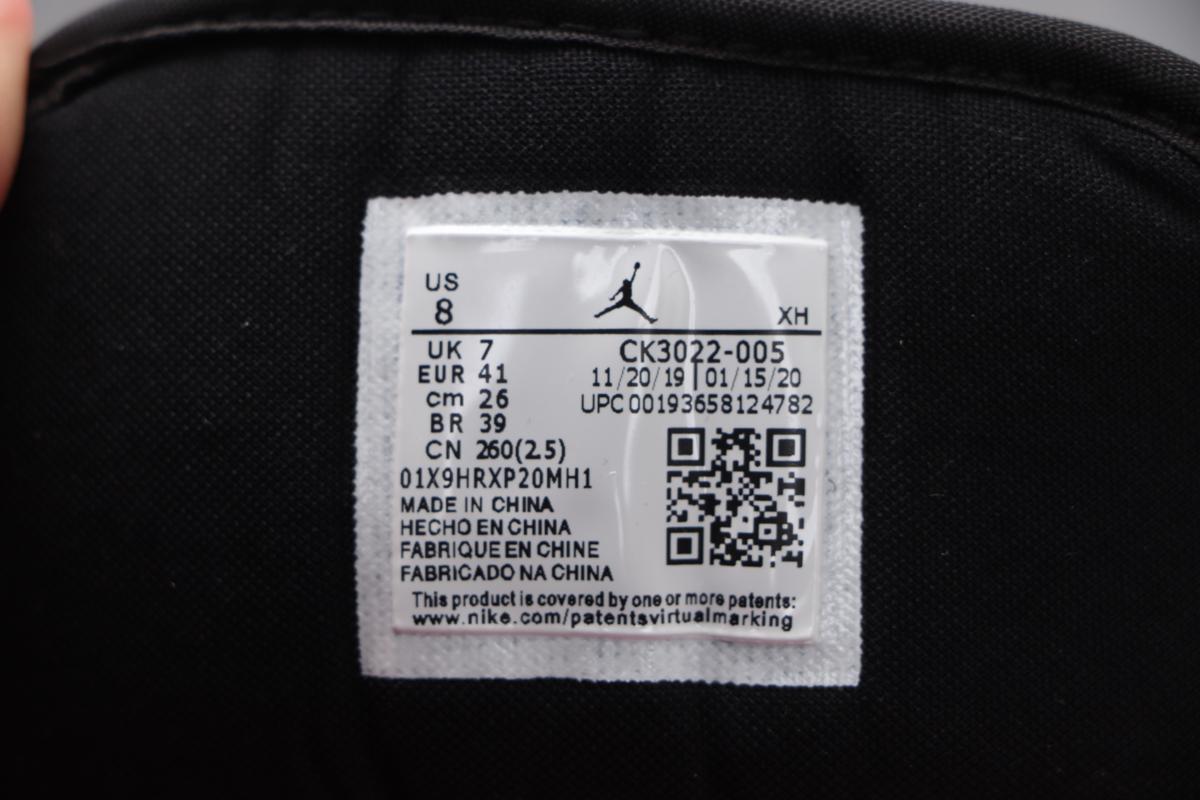 US
8
XH
UK 7
EUR 41
cm 26
BR 39
CN 260(2.5)
CK3022-005
11/20/19 | 01/15/20
UPC 00193658124782
01X9HRXP20MH1
MADE IN CHINA
HECHO EN CHINA
FABRIQUE EN CHINE
FABRICADO NA CHINA
This product is covered by one or more patents:
www.nike.com/patentsvirtualmarking